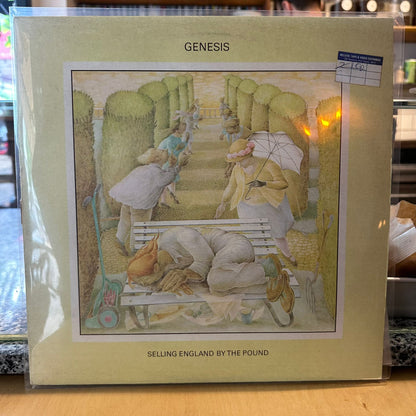 GENESIS
SELLING ENGLAND BY THE POUND